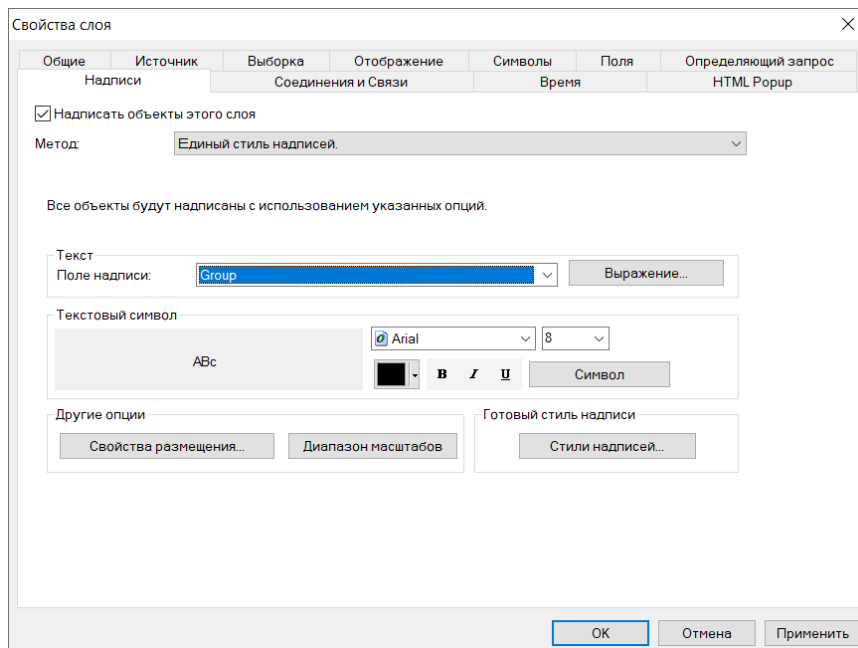 Свойства слоя
Общие Источник Выборка Отображение Символы Поля Определяющий запрос
Надписи Соединения и Связи Время HTML Popup
Надписать объекты этого слоя
Метод: Единый стиль надписей.
Все объекты будут надписаны с использованием указанных опций.
Текст
Поле надписи: Group Выражение...
Текстовый символ
Arial 8
ABc
B I U Символ
Другие опции Готовый стиль надписи
Свойства размещения... Диапазон масштабов Стили надписей...
OK Отмена Применить